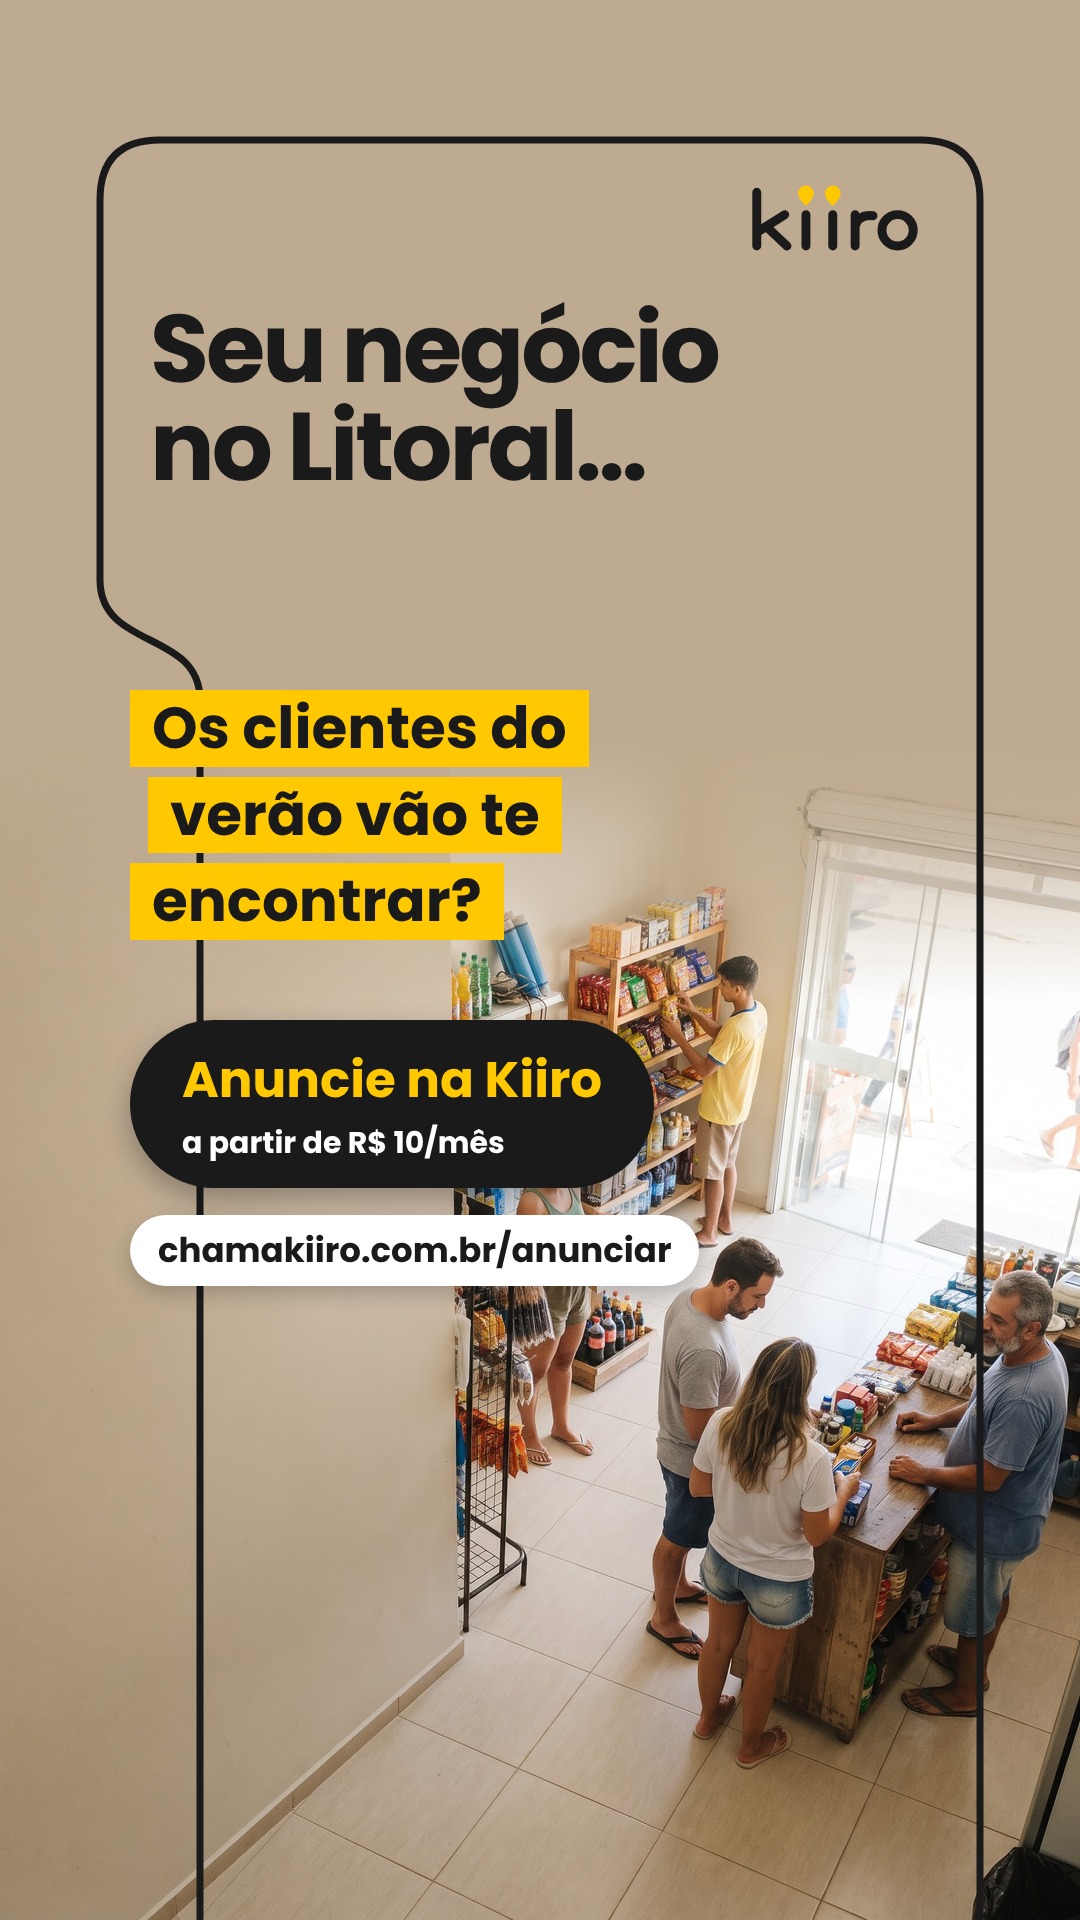 kiiro
Seu negócio
no Litoral...
Os clientes do
verão vão te
encontrar?
Anuncie na Kiiro
a partir de R$ 10/mês
chamakiiro.com.br/anunciar